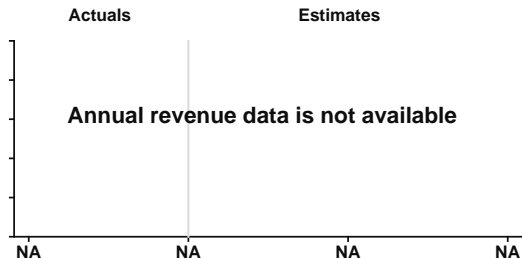 Actuals Estimates
Annual revenue data is not available
NA NA NA NA